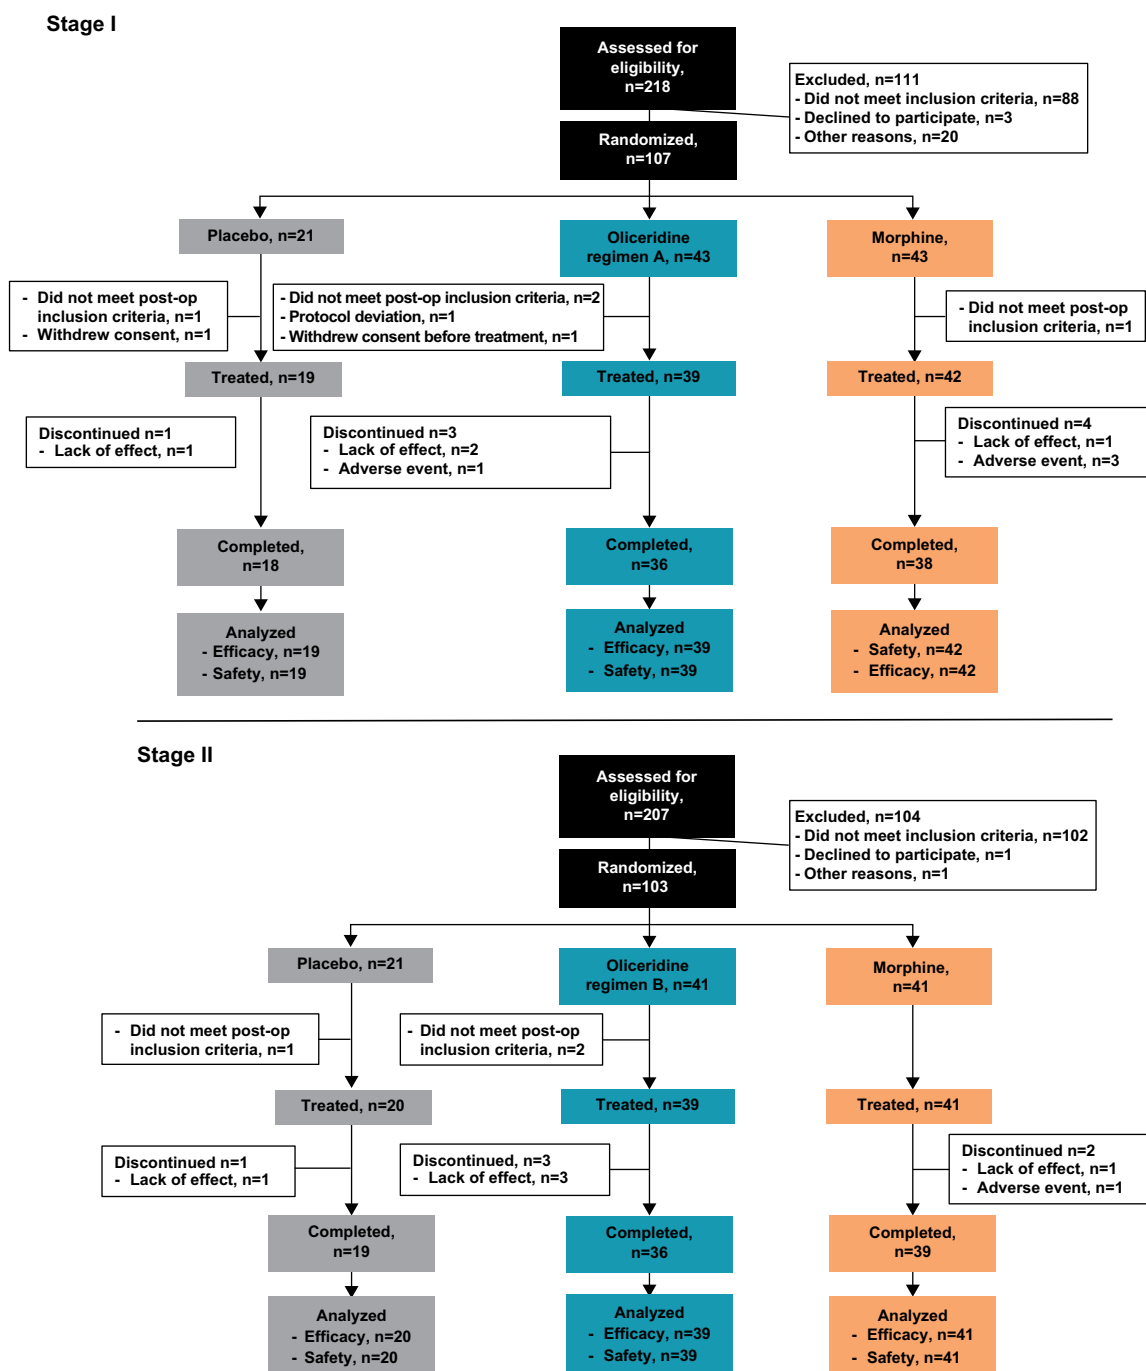 Stage I
Assessed for
eligibility,
n=218
Excluded, n=111
- Did not meet inclusion criteria, n=88
- Declined to participate, n=3
- Other reasons, n=20
Randomized,
n=107
Placebo, n=21
Oliceridine
regimen A, n=43
Morphine,
n=43
- Did not meet post-op
inclusion criteria, n=1
- Withdrew consent, n=1
- Did not meet post-op inclusion criteria, n=2
- Protocol deviation, n=1
- Withdrew consent before treatment, n=1
- Did not meet post-op
inclusion criteria, n=1
Treated, n=19
Treated, n=39
Treated, n=42
Discontinued n=1
- Lack of effect, n=1
Discontinued n=3
- Lack of effect, n=2
- Adverse event, n=1
Discontinued n=4
- Lack of effect, n=1
- Adverse event, n=3
Completed,
n=18
Completed,
n=36
Completed,
n=38
Analyzed
- Efficacy, n=19
- Safety, n=19
Analyzed
- Efficacy, n=39
- Safety, n=39
Analyzed
- Safety, n=42
- Efficacy, n=42
Stage II
Assessed for
eligibility,
n=207
Excluded, n=104
- Did not meet inclusion criteria, n=102
- Declined to participate, n=1
- Other reasons, n=1
Randomized,
n=103
Placebo, n=21
Oliceridine
regimen B, n=41
Morphine,
n=41
- Did not meet post-op
inclusion criteria, n=1
- Did not meet post-op
inclusion criteria, n=2
Treated, n=20
Treated, n=39
Treated, n=41
Discontinued n=1
- Lack of effect, n=1
Discontinued, n=3
- Lack of effect, n=3
Discontinued n=2
- Lack of effect, n=1
- Adverse event, n=1
Completed,
n=19
Completed,
n=36
Completed,
n=39
Analyzed
- Efficacy, n=20
- Safety, n=20
Analyzed
- Efficacy, n=39
- Safety, n=39
Analyzed
- Efficacy, n=41
- Safety, n=41